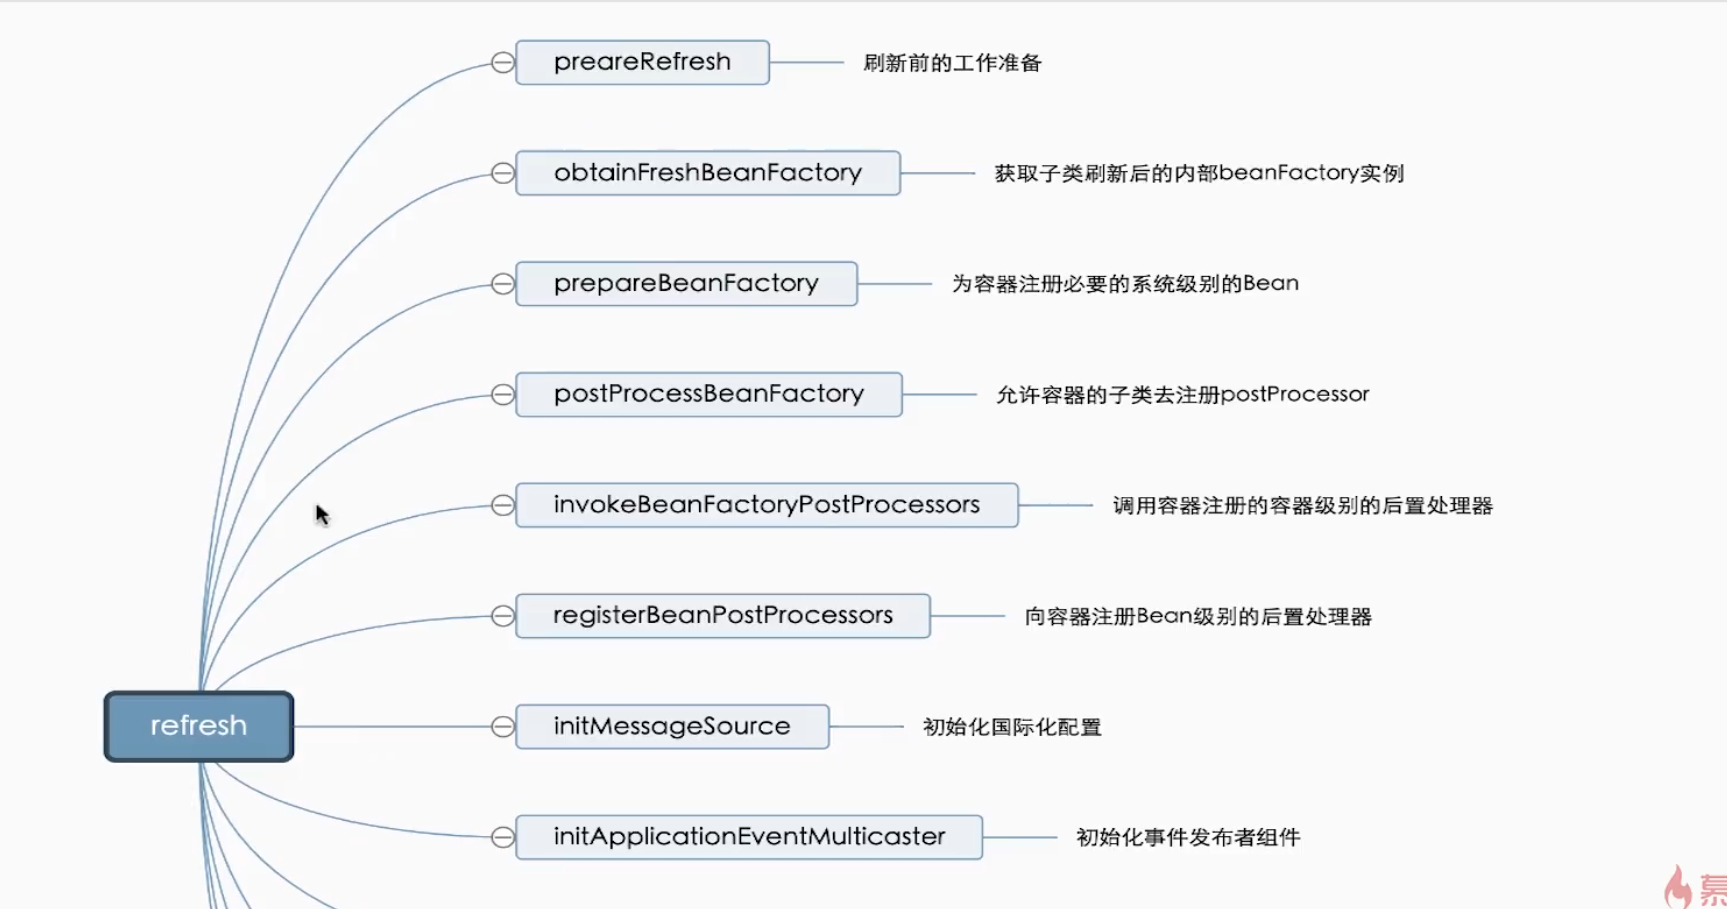 preareRefresh 刷新前的工作准备
obtainFreshBeanFactory 获取子类刷新后的内部beanFactory实例
prepareBeanFactory 为容器注册必要的系统级别的Bean
postProcessBeanFactory 允许容器的子类去注册postProcessor
invokeBeanFactoryPostProcessors 调用容器注册的容器级别的后置处理器
registerBeanPostProcessors 向容器注册Bean级别的后置处理器
refresh
initMessageSource 初始化国际化配置
initApplicationEventMulticaster 初始化事件发布者组件